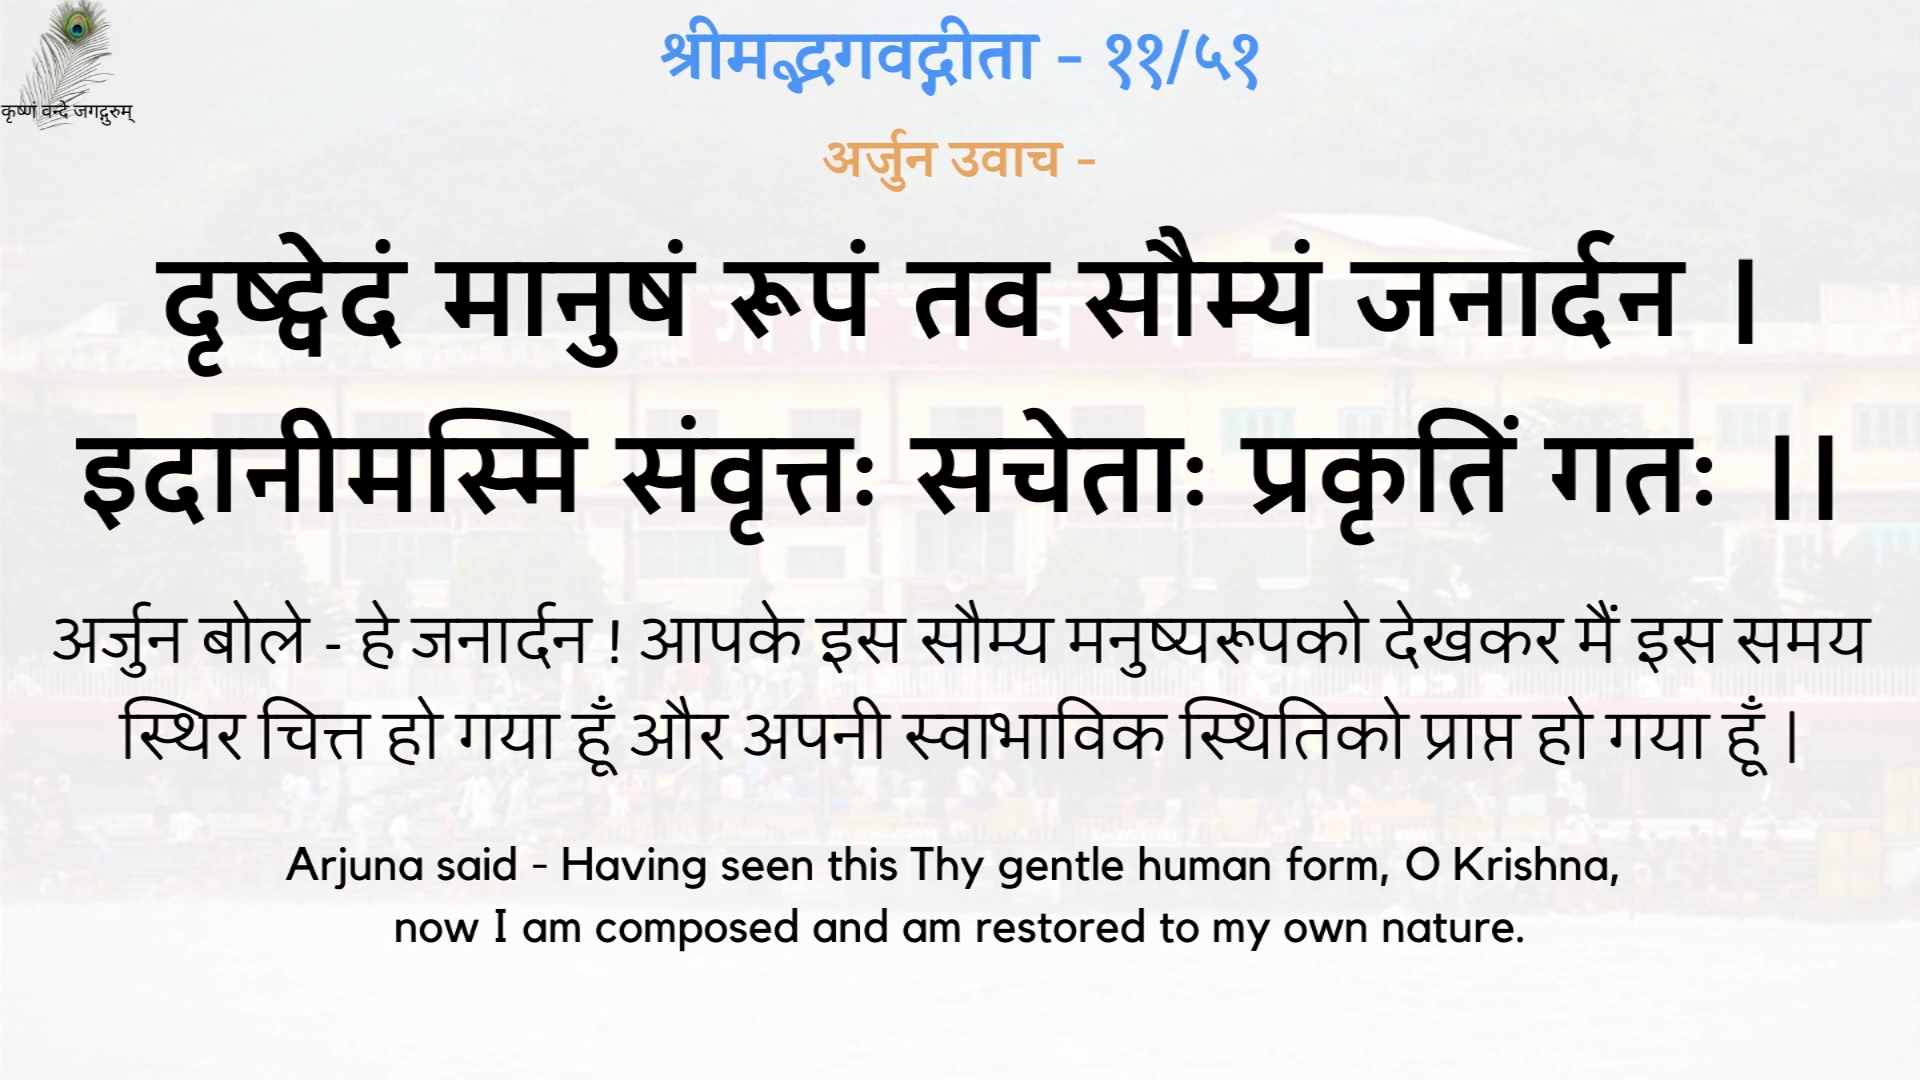 कृष्णं वन्दे जगद्गुरुम्
श्रीमद्भगवद्गीता - ११/५१
अर्जुन उवाच -
दृष्ट्वेदं मानुषं रूपं तव सौम्यं जनार्दन ।
इदानीमस्मि संवृत्तः सचेताः प्रकृतिं गतः ।।
अर्जुन बोले - हे जनार्दन ! आपके इस सौम्य मनुष्यरूपको देखकर मैं इस समय
स्थिर चित्त हो गया हूँ और अपनी स्वाभाविक स्थितिको प्राप्त हो गया हूँ |
Arjuna said - Having seen this Thy gentle human form, O Krishna,
now I am composed and am restored to my own nature.